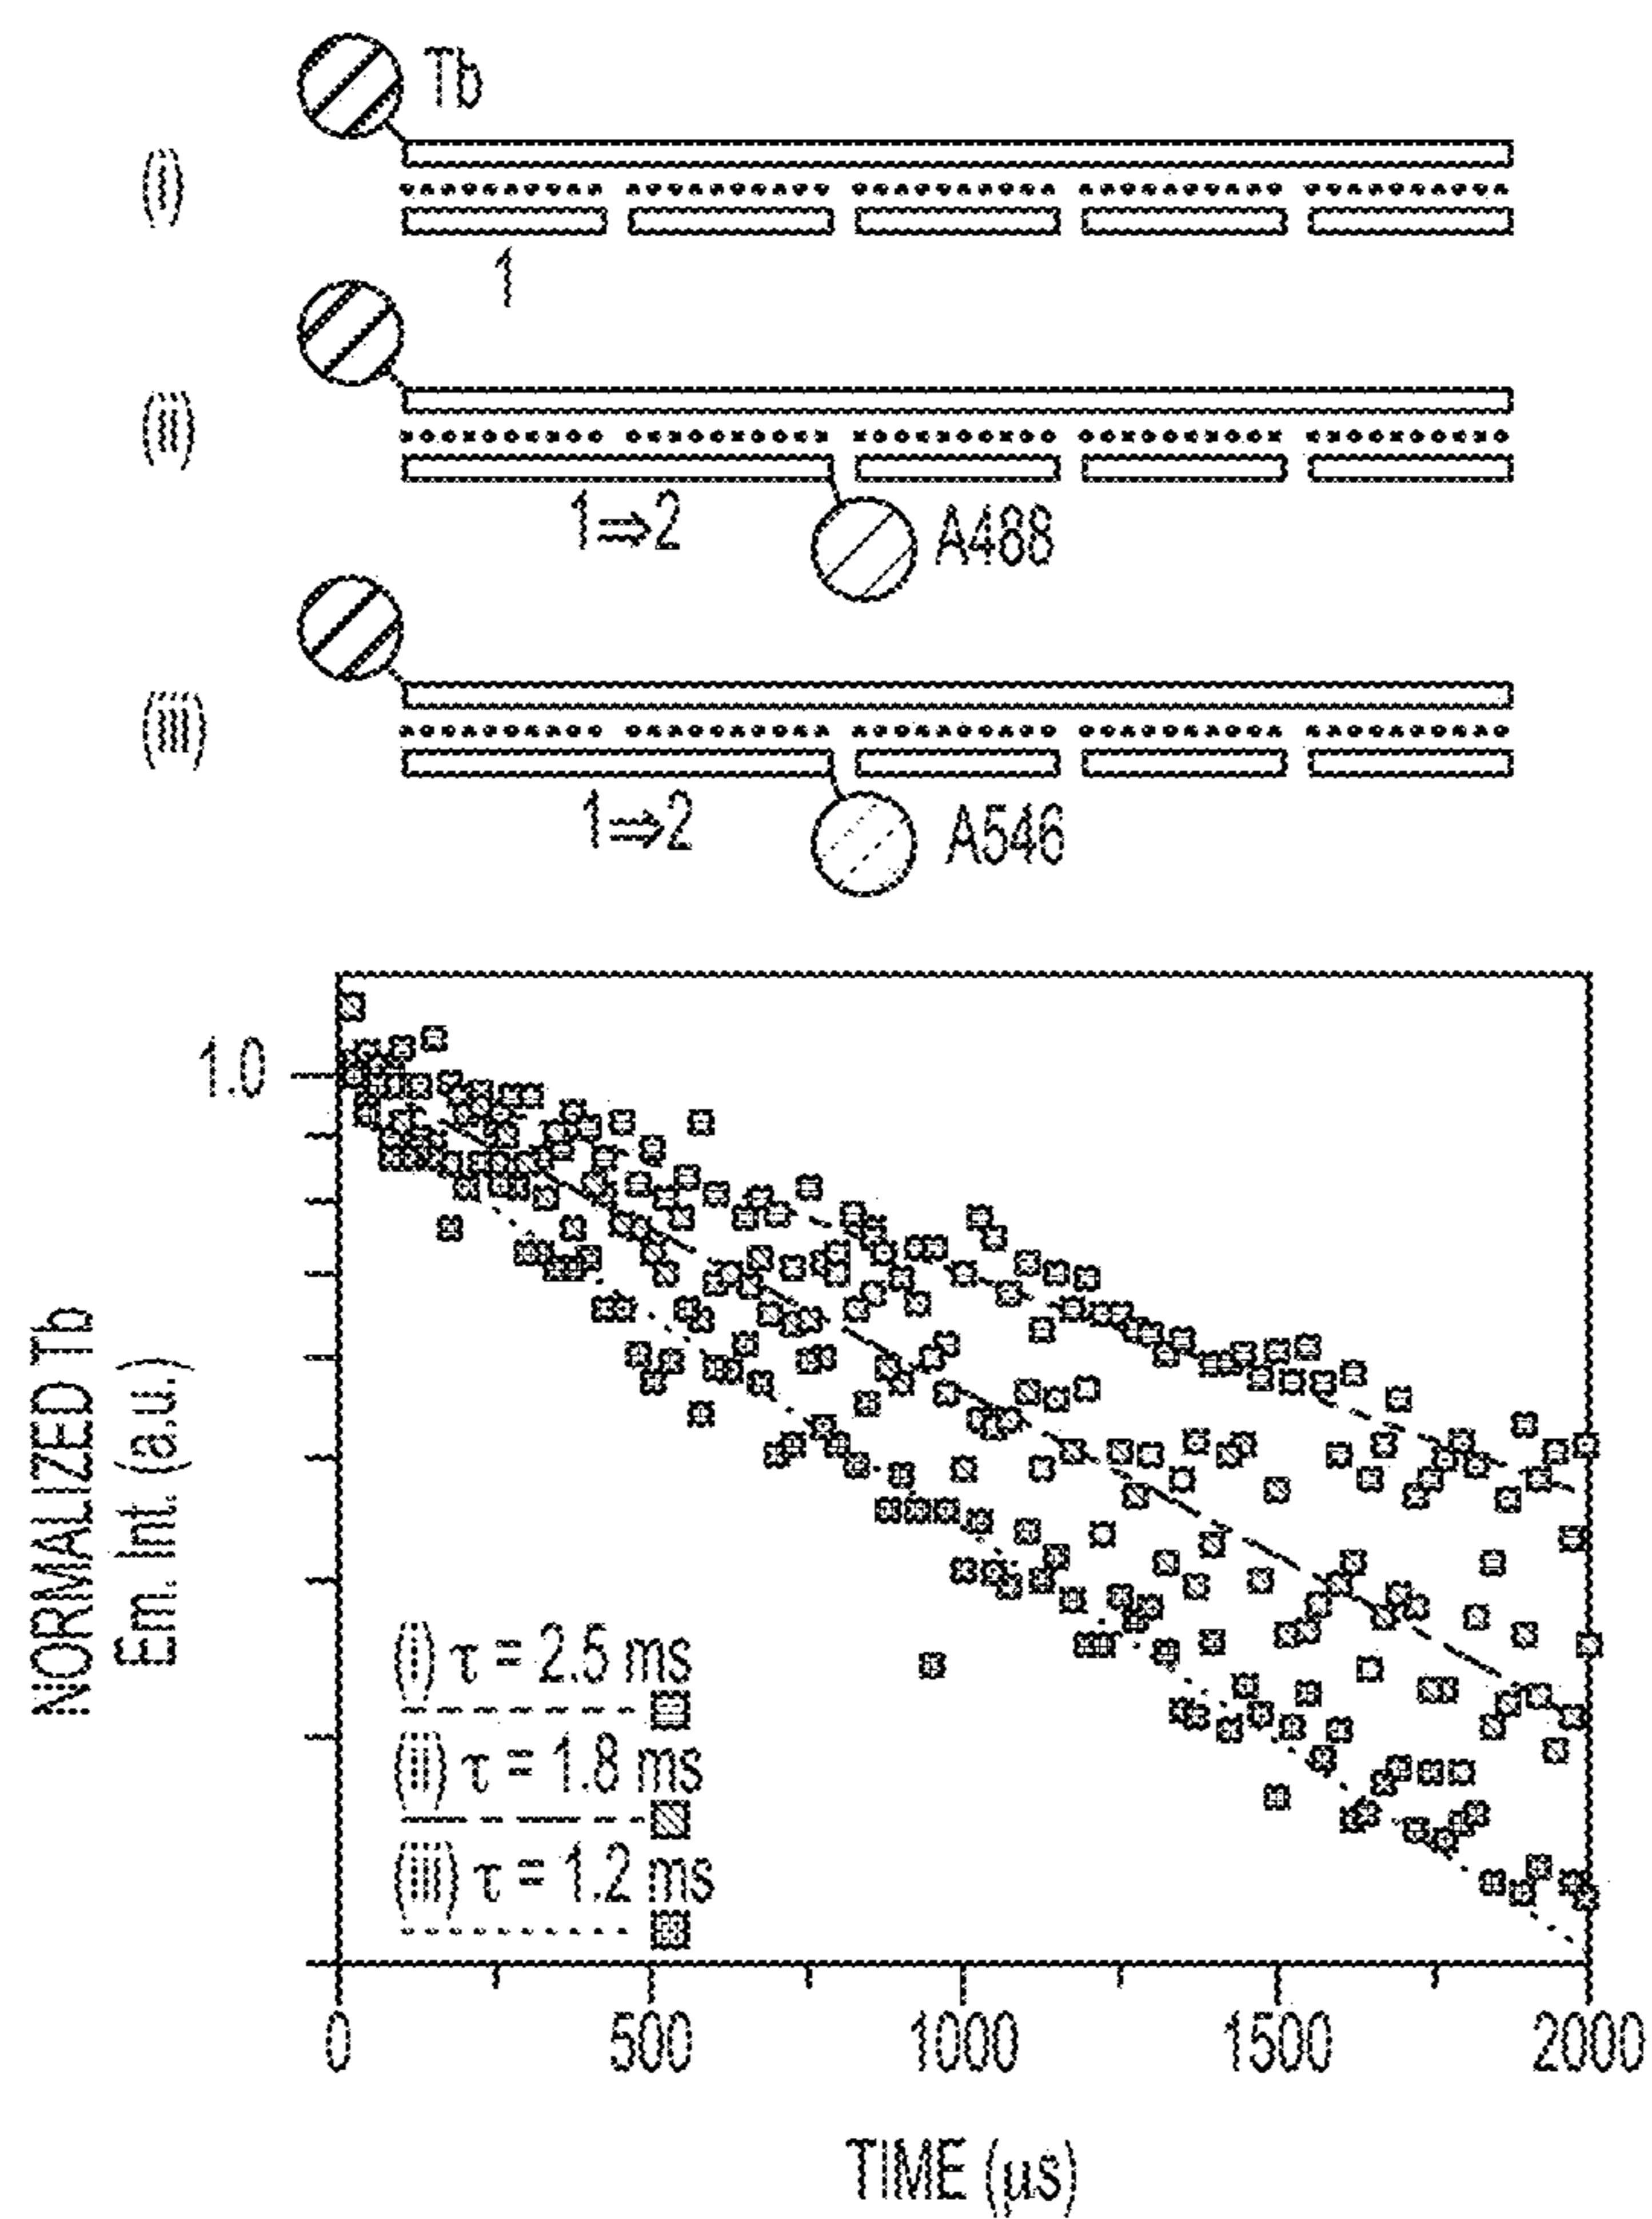 Tb
(i)
1
(ii)
1⇒2
A488
(iii)
1⇒2
A546
1.0
NORMALIZED Tb
Em. Int. (a.u.)
(i) τ = 2.5 ms
(ii) τ = 1.8 ms
(iii) τ = 1.2 ms
0 500 1000 1500 2000
TIME (μs)